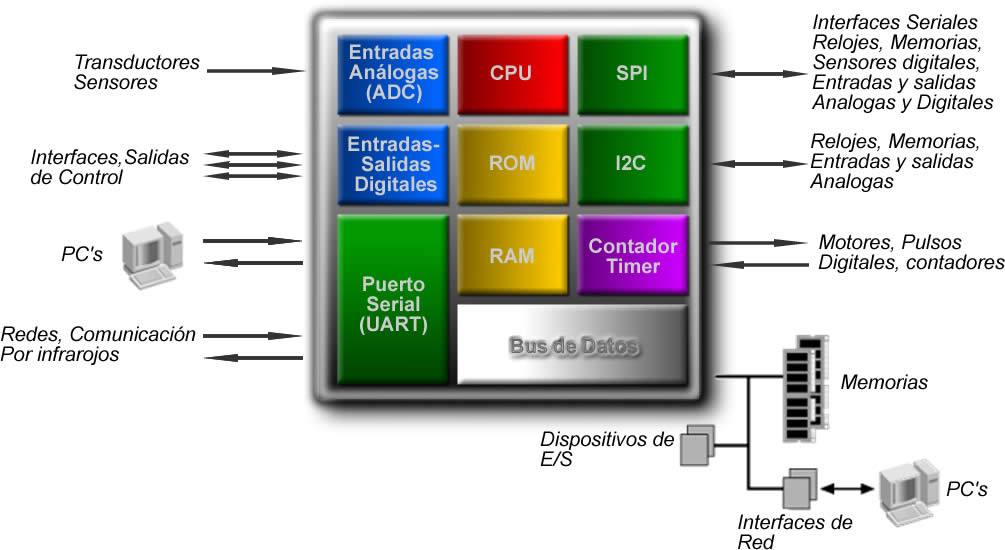 Transductores
Sensores
Interfaces,Salidas
de Control
PC's
Redes, Comunicación
Por infrarojos
Entradas
Análogas
(ADC)
CPU
SPI
Entradas-
Salidas
Digitales
ROM
I2C
Puerto
Serial
(UART)
RAM
Contador
Timer
Bus de Datos
Interfaces Seriales
Relojes, Memorias,
Sensores digitales,
Entradas y salidas
Analogas y Digitales
Relojes, Memorias,
Entradas y salidas
Analogas
Motores, Pulsos
Digitales, contadores
Memorias
Dispositivos de
E/S
PC's
Interfaces de
Red